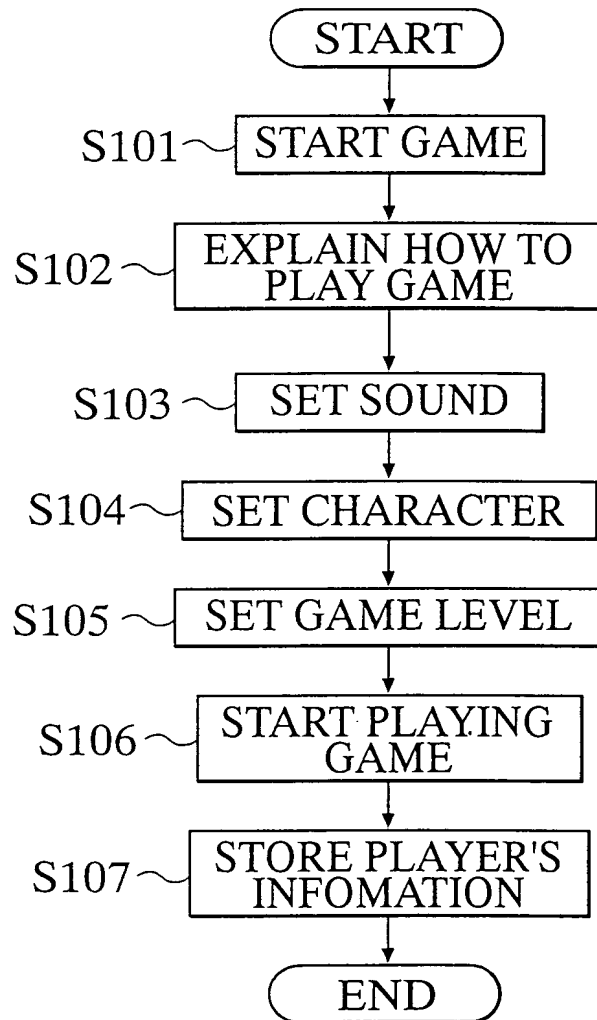 START
S101 START GAME
S102 EXPLAIN HOW TO
PLAY GAME
S103 SET SOUND
S104 SET CHARACTER
S105 SET GAME LEVEL
S106 START PLAYING
GAME
S107 STORE PLAYER'S
INFOMATION
END